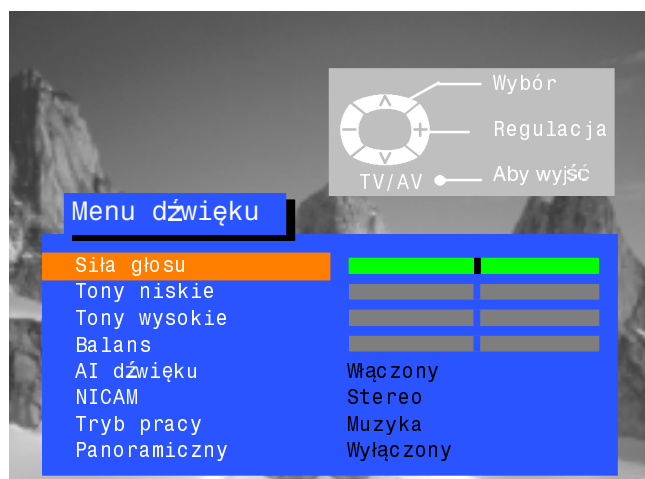 Wybór
Regulacja
TV/AV Aby wyjść
Menu dźwięku
Siła głosu
Tony niskie
Tony wysokie
Balans
AI dźwięku Włączony
NICAM Stereo
Tryb pracy Muzyka
Panoramiczny Wyłączony